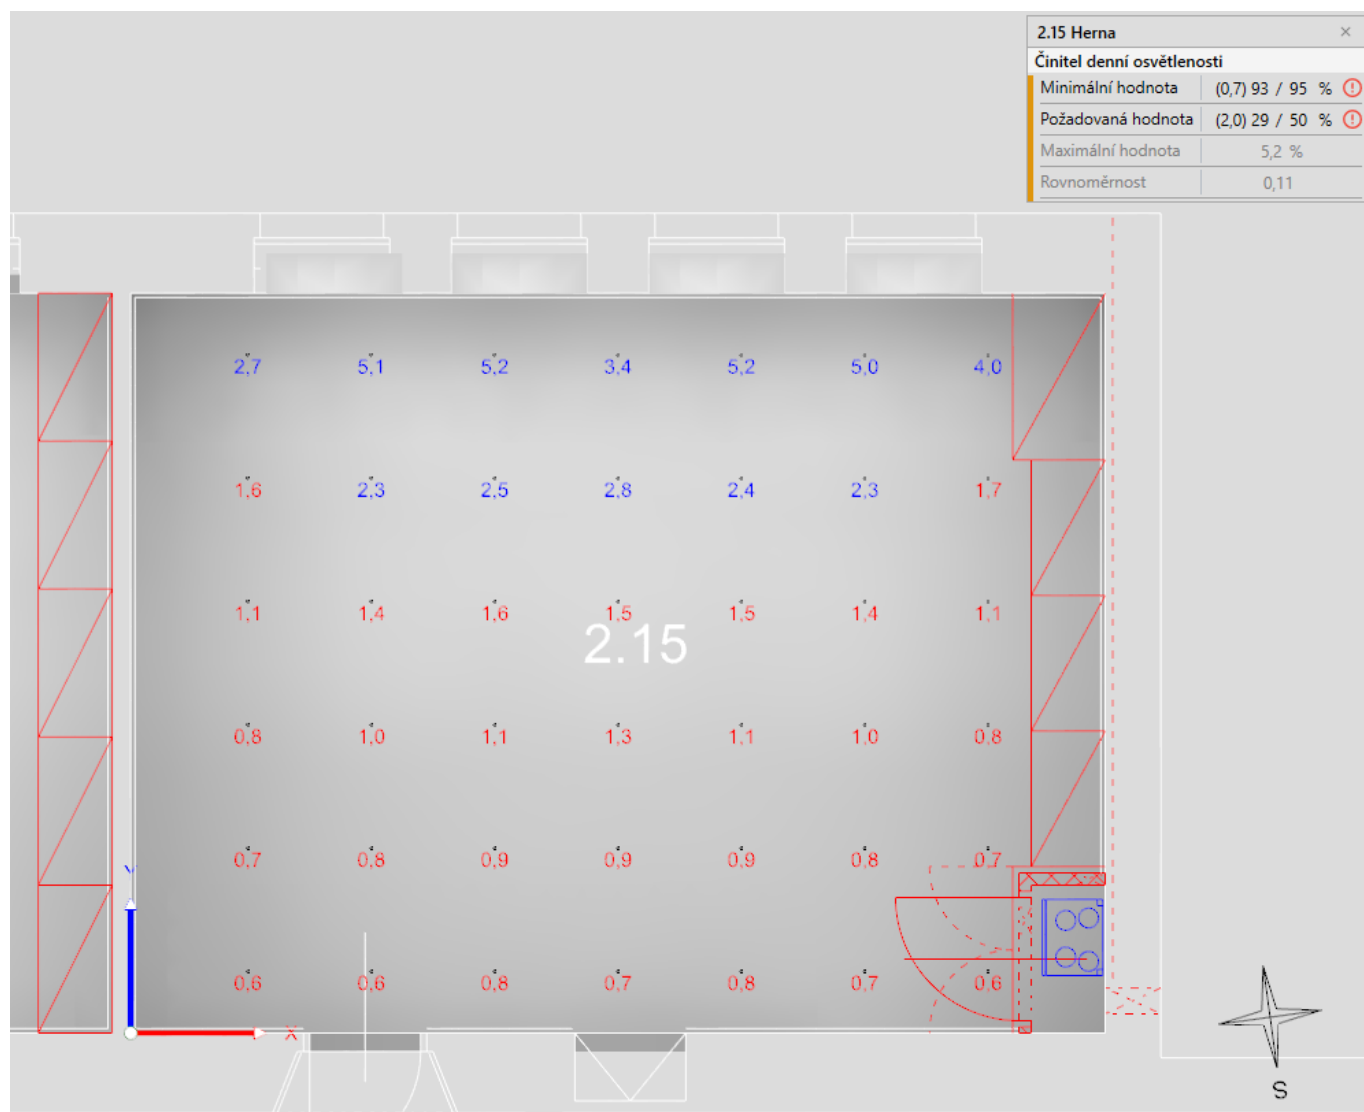 2.15 Herna ×
Činitel denní osvětlenosti
Minimální hodnota (0,7) 93 / 95 %
Požadovaná hodnota (2,0) 29 / 50 %
Maximální hodnota 5,2 %
Rovnoměrnost 0,11
2,7 5,1 5,2 3,4 5,2 5,0 4,0
1,6 2,3 2,5 2,8 2,4 2,3 1,7
1,1 1,4 1,6 1,5 1,5 1,4 1,1
2.15
0,8 1,0 1,1 1,3 1,1 1,0 0,8
0,7 0,8 0,9 0,9 0,9 0,8 0,7
Y
0,6 0,6 0,8 0,7 0,8 0,7 0,6
X
S